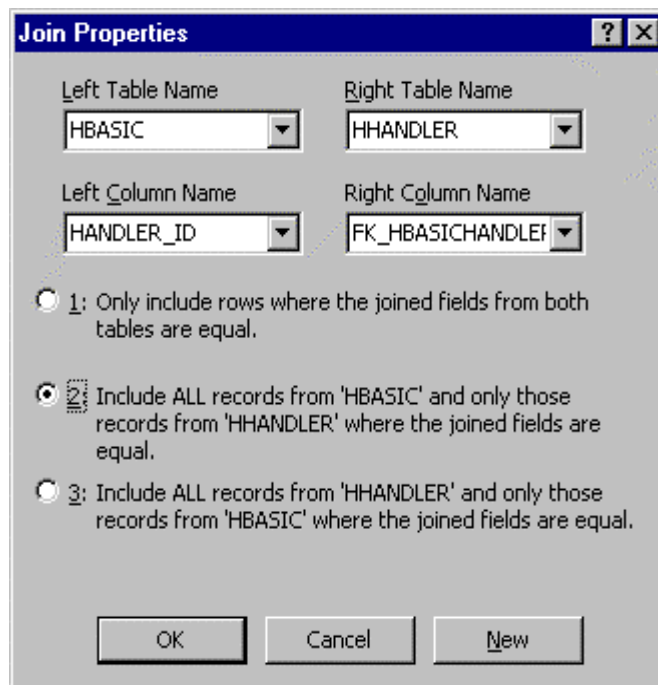 Join Properties
Left Table Name
Right Table Name
HBASIC
HHANDLER
Left Column Name
Right Column Name
HANDLER_ID
FK_HBASICHANDLE
1: Only include rows where the joined fields from both
tables are equal.
2: Include ALL records from 'HBASIC' and only those
records from 'HHANDLER' where the joined fields are
equal.
3: Include ALL records from 'HHANDLER' and only those
records from 'HBASIC' where the joined fields are equal.
OK
Cancel
New